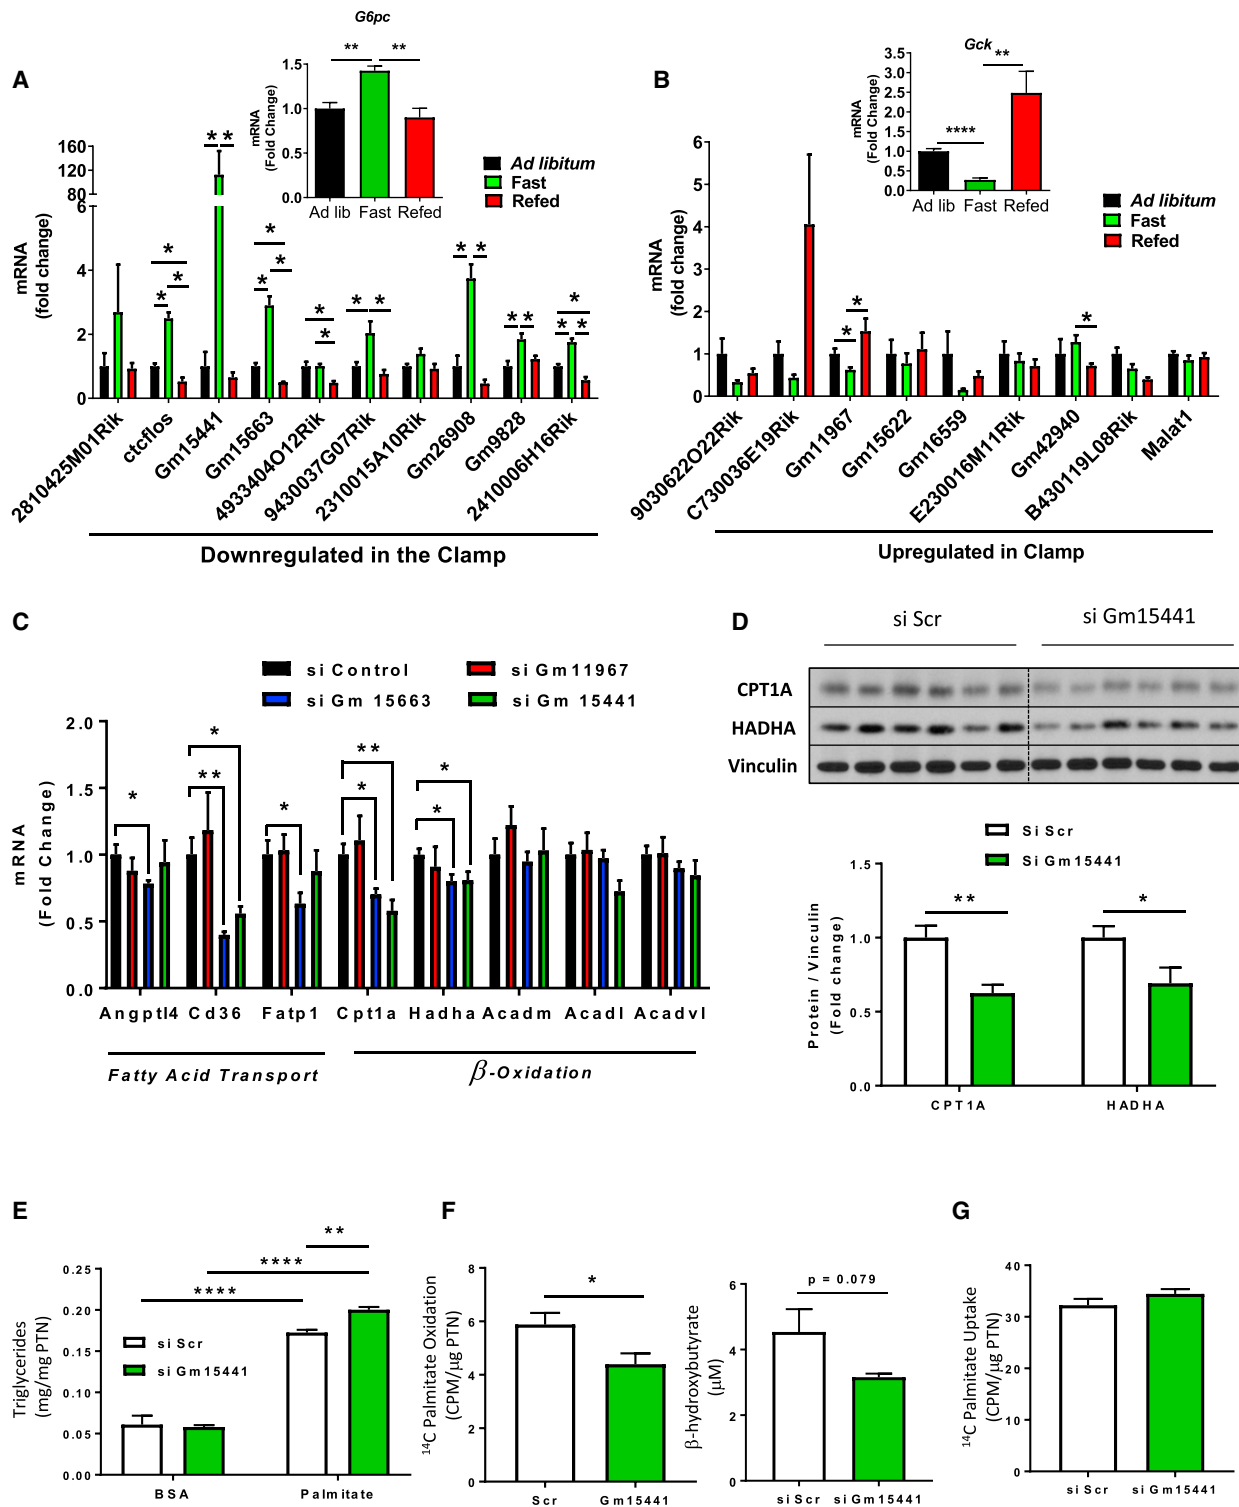 A
G6pc
** **
mRNA
(Fold Change)
1.5
1.0
0.5
0.0
Ad lib Fast Refed
mRNA
(fold change)
160
120
80
6
4
2
0
* * * * * * * * * * * * * * * * * * * * *
Ad libitum
Fast
Refed
2810425M01Rik
ctcflos
Gm15441
Gm15663
4933404O12Rik
9430037G07Rik
2310015A10Rik
Gm26908
Gm9828
2410006H16Rik
Downregulated in the Clamp
B
Gck
**
****
mRNA
(Fold Change)
3.5
3.0
2.5
2.0
1.5
1.0
0.5
0.0
Ad lib Fast Refed
mRNA
(fold change)
6
5
4
3
2
1
0
* * *
Ad libitum
Fast
Refed
9030622O22Rik
C730036E19Rik
Gm11967
Gm15622
Gm16559
E230016M11Rik
Gm42940
B430119L08Rik
Malat1
Upregulated in Clamp
C
si Control
si Gm11967
si Gm 15663
si Gm 15441
mRNA
(Fold Change)
2.0
1.5
1.0
0.5
0.0
* ** * * * ** * *
Angptl4 Cd36 Fatp1 Cpt1a Hadha Acadm Acadl Acadvl
Fatty Acid Transport
β-Oxidation
D
si Scr si Gm15441
CPT1A
HADHA
Vinculin
Si Scr
Si Gm15441
Protein / Vinculin
(Fold change)
1.5
1.0
0.5
0.0
** *
CPT1A HADHA
E
Triglycerides
(mg/mg PTN)
0.25
0.20
0.15
0.10
0.05
0.00
**
****
****
si Scr
si Gm15441
BSA Palmitate
F
14C Palmitate Oxidation
(CPM/µg PTN)
8
6
4
2
0
*
Scr Gm15441
β-hydroxybutyrate
(µM)
6
4
2
0
p = 0.079
si Scr si Gm15441
G
14C Palmitate Uptake
(CPM/µg PTN)
40
30
20
10
0
si Scr si Gm15441